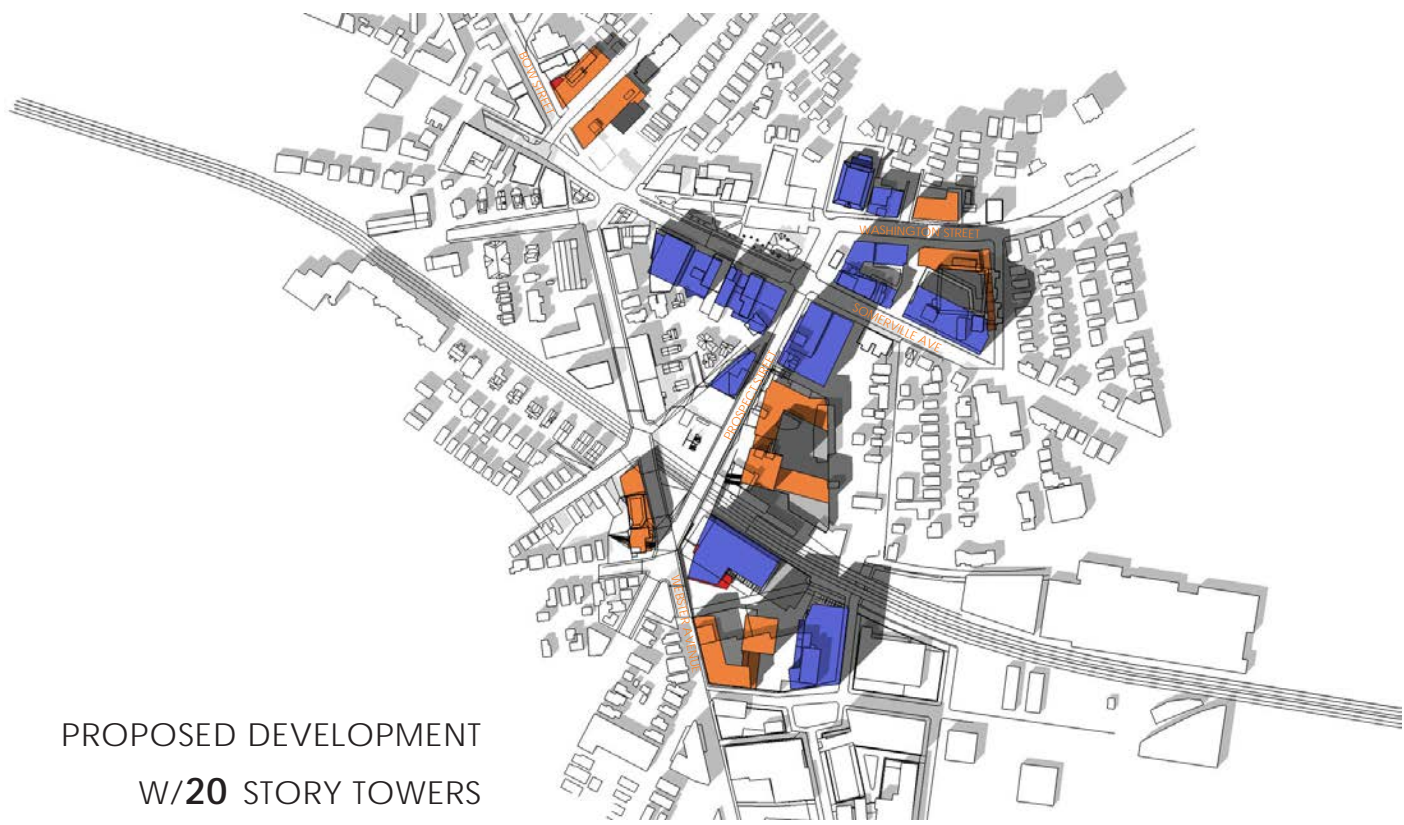 BOW STREET
WASHINGTON STREET
SOMERVILLE AVE.
PROSPECT STREET
WEBSTER AVENUE
PROPOSED DEVELOPMENT
W/20 STORY TOWERS